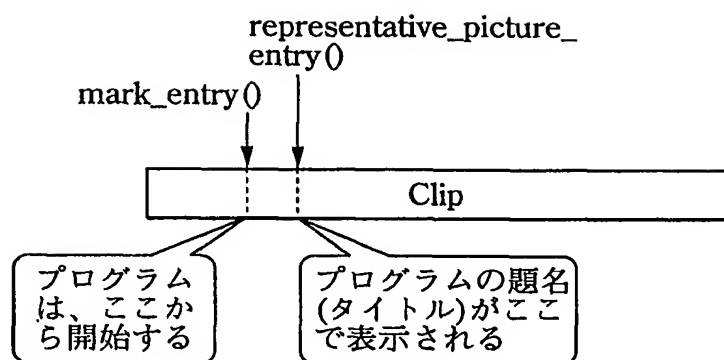 representative_picture_
entry()
mark_entry()
Clip
プログラム
は、ここか
ら開始する
プログラムの題名
(タイトル)がここ
で表示される